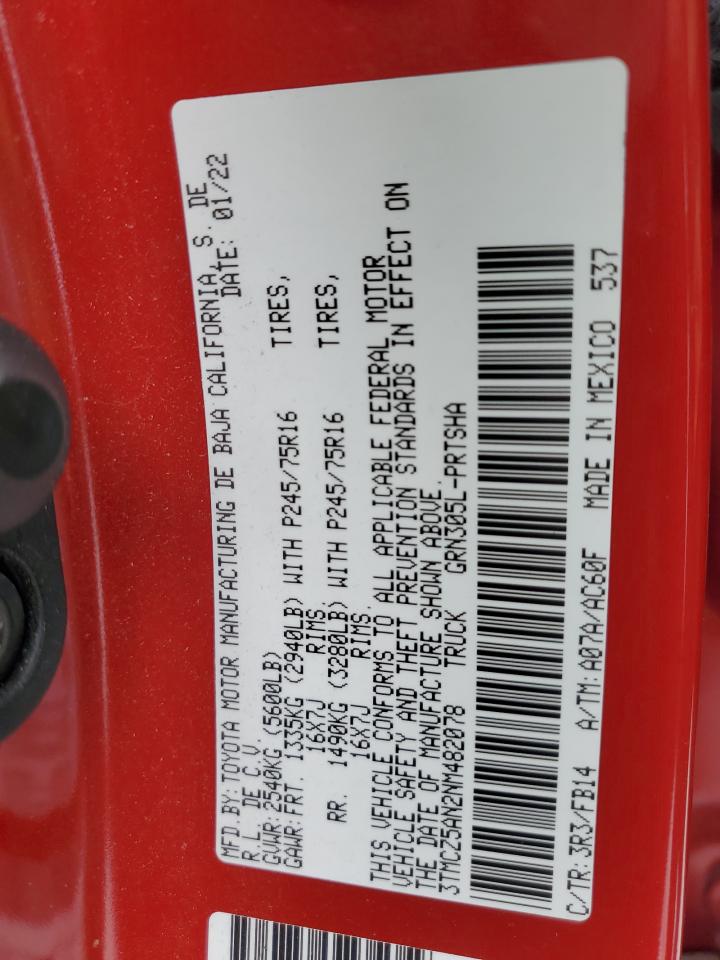 MFD.BY: TOYOTA MOTOR MANUFACTURING DE BAJA CALIFORNIA, S. DE
R L. DE C.V. DATE: 01/22
GVWR: 2540KG (5600LB)
GAWR: FRT. 1335KG (2940LB) WITH P245/75R16 TIRES,
16X7J RIMS
RR. 1490KG (3280LB) WITH P245/75R16 TIRES,
16X7J RIMS.
THIS VEHICLE CONFORMS TO ALL APPLICABLE FEDERAL MOTOR
VEHICLE SAFETY AND THEFT PREVENTION STANDARDS IN EFFECT ON
THE DATE OF MANUFACTURE SHOWN ABOVE.
3TMCZ5AN2NM482078 TRUCK GRN305L-PRTSHA
C/TR: 3R3/FB14 A/TM: A07A/AC60F MADE IN MEXICO 537